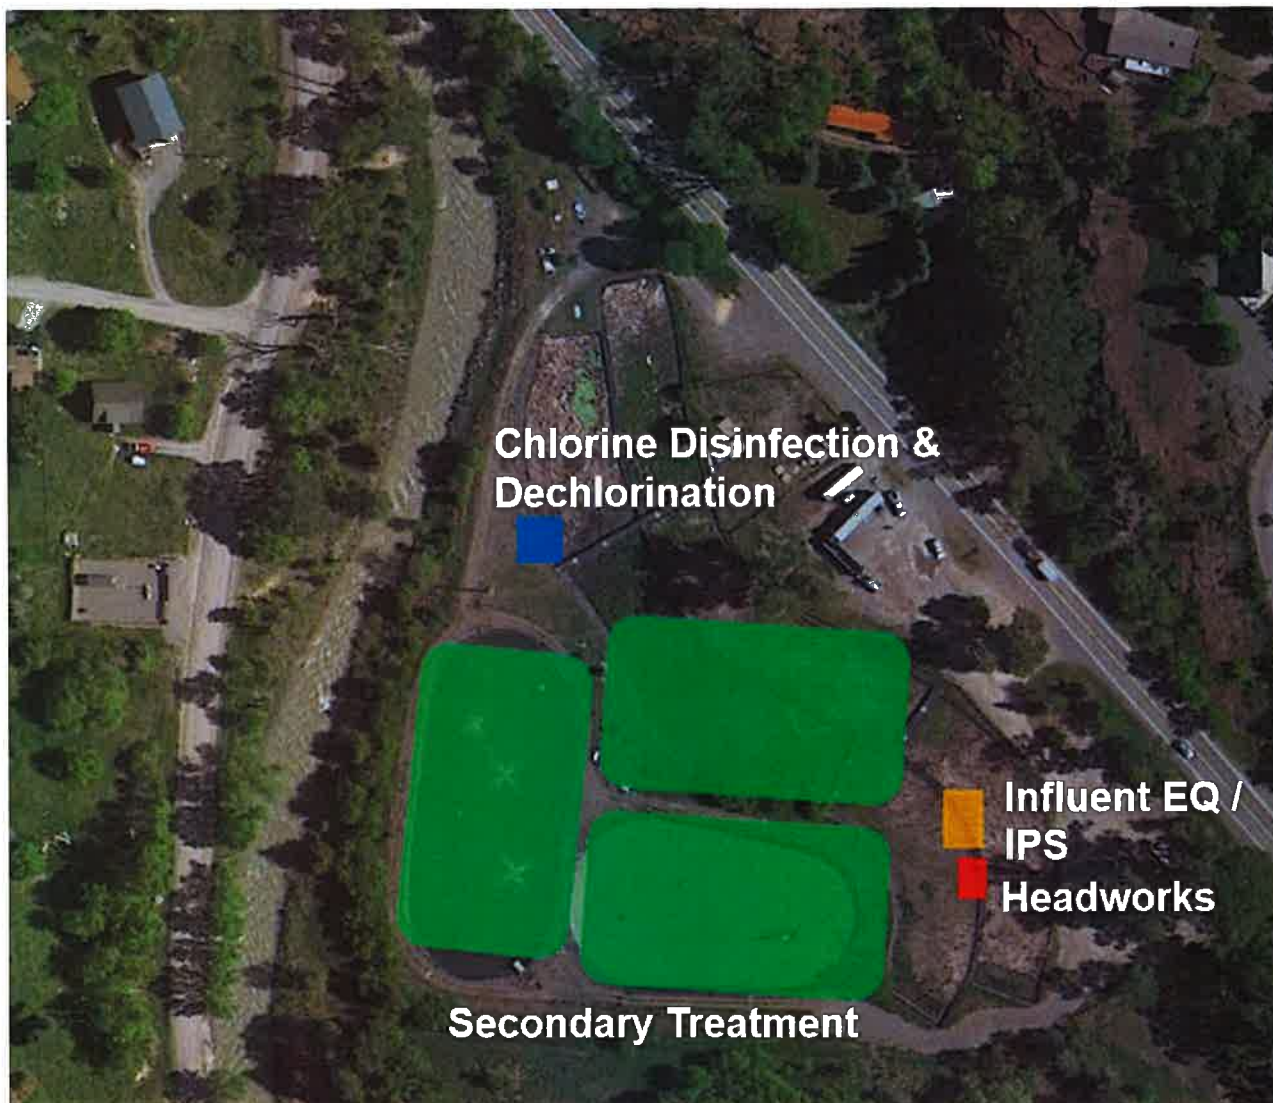 Chlorine Disinfection &
Dechlorination
Influent EQ /
IPS
Headworks
Secondary Treatment